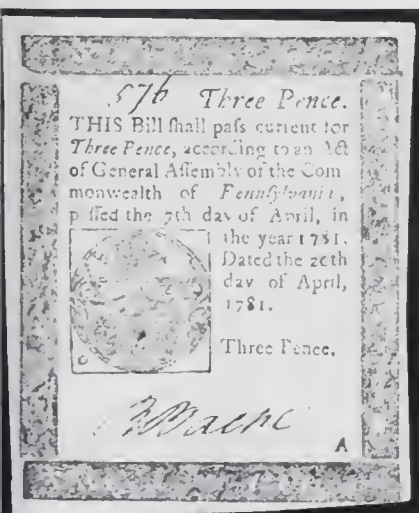 576 Three Pence.
THIS Bill ſhall paſs current for
Three Pence, according to an Act
of General Aſſembly of the Com
monwealth of Pennſylvania,
paſſed the 7th day of April, in
the year 1781.
Dated the 20th
day of April,
1781.
Three Pence.
A